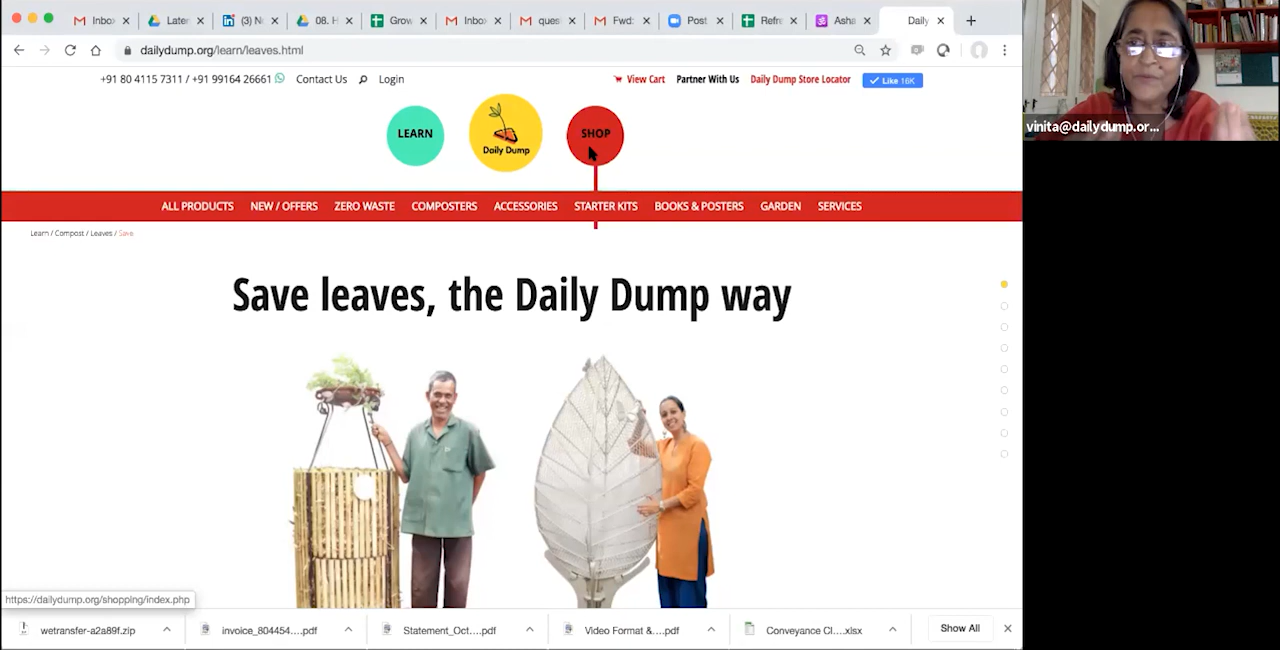 Inbox
Later
(3) N
08. H
Grow
Inbo
ques
Fwd:
Post
Refr
Asha
Daily
dailydump.org/learn/leaves.html
+91 80 4115 7311 / +91 99164 26661 Contact Us Login
View Cart Partner With Us Daily Dump Store Locator Like 16K
LEARN
Daily Dump
SHOP
ALL PRODUCTS NEW / OFFERS ZERO WASTE COMPOSTERS ACCESSORIES STARTER KITS BOOKS & POSTERS GARDEN SERVICES
Learn / Compost / Leaves / Save
Save leaves, the Daily Dump way
https://dailydump.org/shopping/index.php
wetransfer-a2a89f.zip
invoice_804454....pdf
Statement_Oct....pdf
Video Format &....pdf
Conveyance Cl....xlsx
Show All
vinita@dailydump.or...